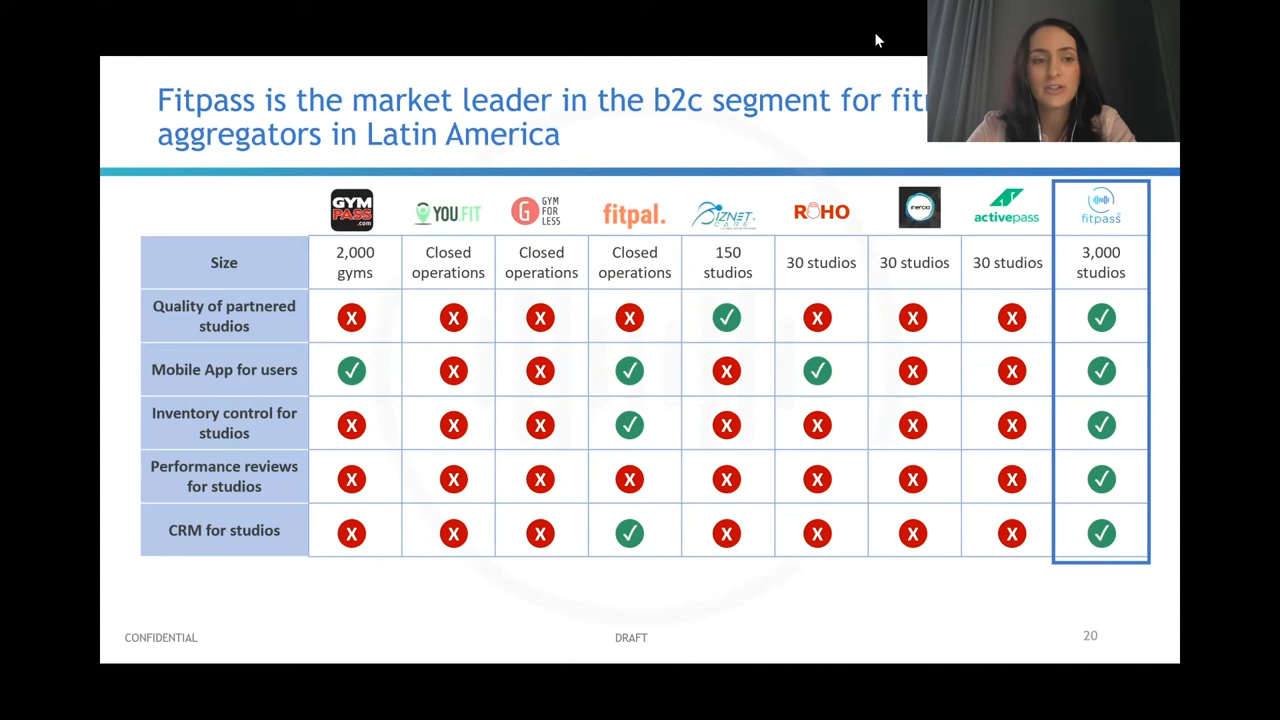 Fitpass is the market leader in the b2c segment for
aggregators in Latin America
GYM PASS .com
YOU.FIT
G GYM FOR LESS
fitpal.
BIZNET CARE
ROHO
inercia
activepass
fitpass
Size
2,000 gyms
Closed operations
Closed operations
Closed operations
150 studios
30 studios
30 studios
30 studios
3,000 studios
Quality of partnered studios
X
X
X
X
✓
X
X
X
✓
Mobile App for users
✓
X
X
✓
X
✓
X
X
✓
Inventory control for studios
X
X
X
✓
X
X
X
X
✓
Performance reviews for studios
X
X
X
X
X
X
X
X
✓
CRM for studios
X
X
X
✓
X
X
X
X
✓
CONFIDENTIAL
DRAFT
20